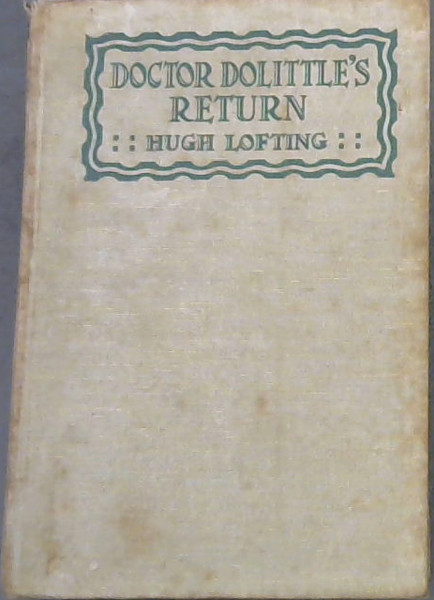 DOCTOR DOLITTLE'S
RETURN
:: HUGH LOFTING ::